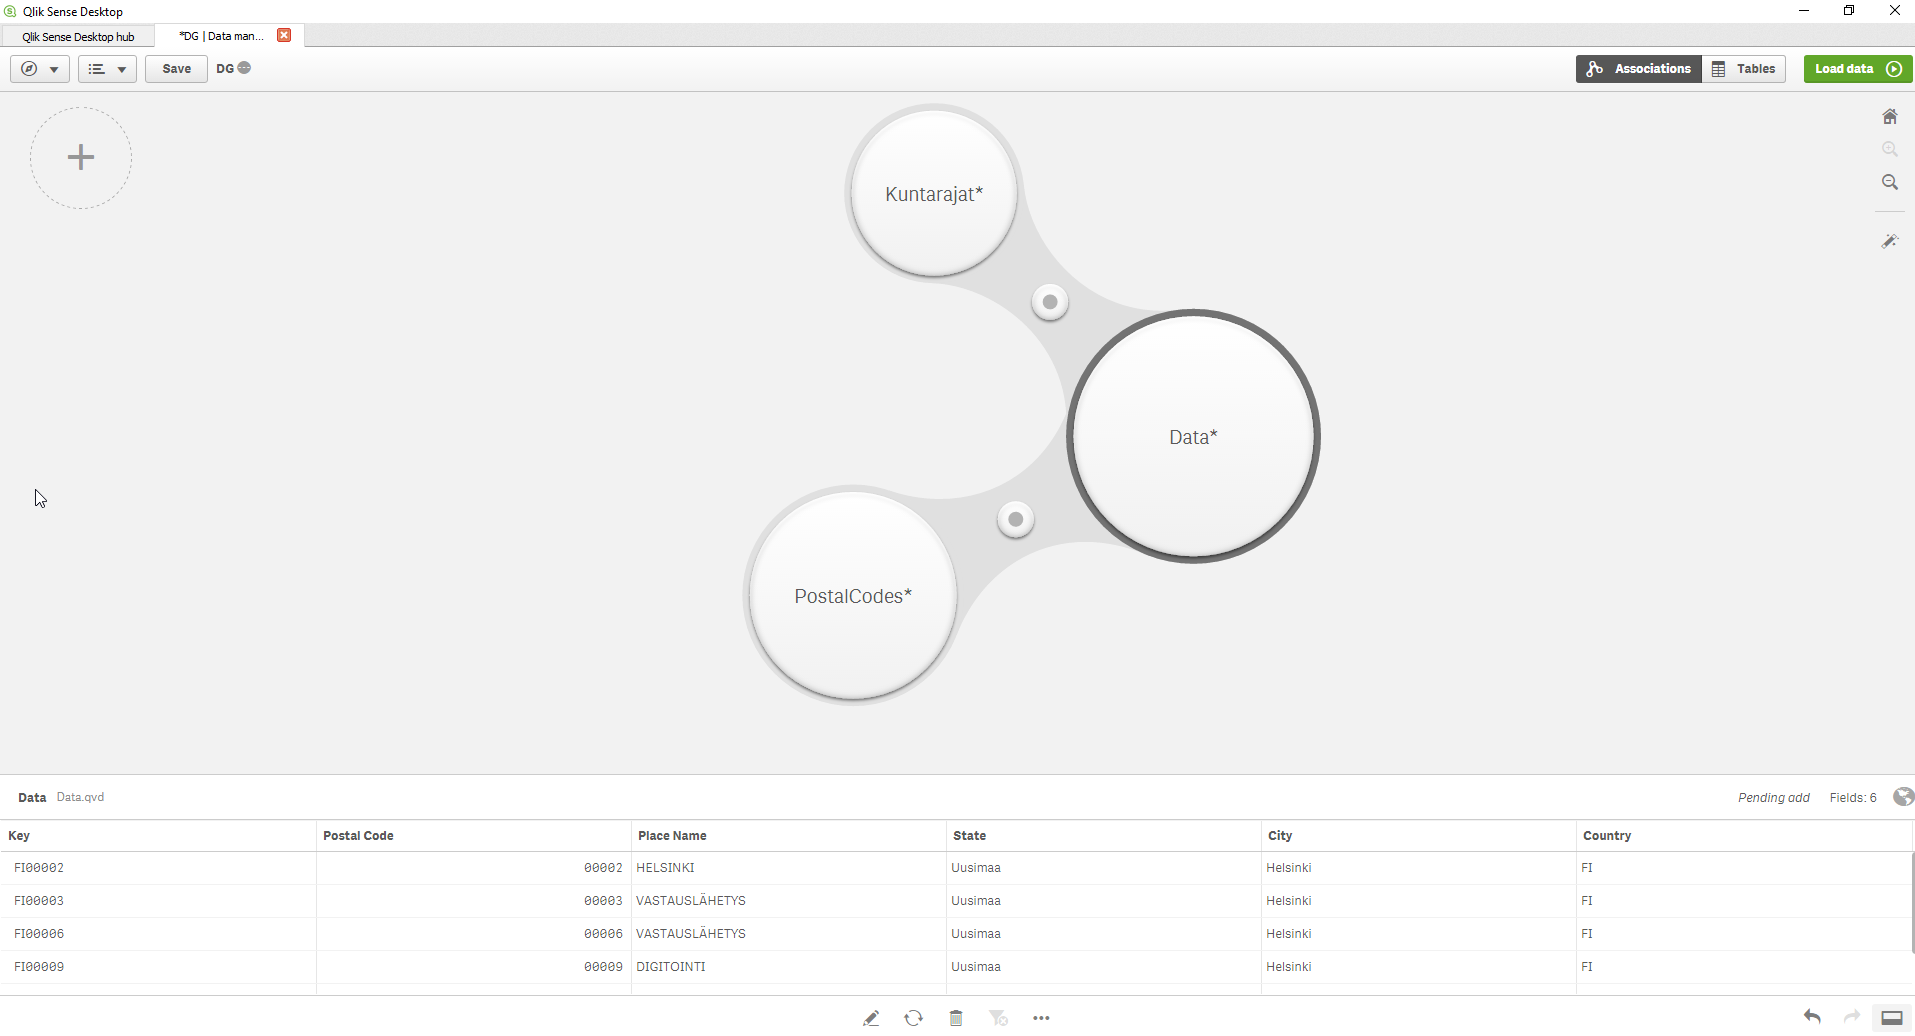 Qlik Sense Desktop
Qlik Sense Desktop hub
*DG | Data man...
Save
DG
Associations
Tables
Load data
Kuntarajat*
Data*
PostalCodes*
Data Data.qvd
Pending add
Fields: 6
Key Postal Code Place Name State City Country
FI00002 00002 HELSINKI Uusimaa Helsinki FI
FI00003 00003 VASTAUSLÄHETYS Uusimaa Helsinki FI
FI00006 00006 VASTAUSLÄHETYS Uusimaa Helsinki FI
FI00009 00009 DIGITOINTI Uusimaa Helsinki FI